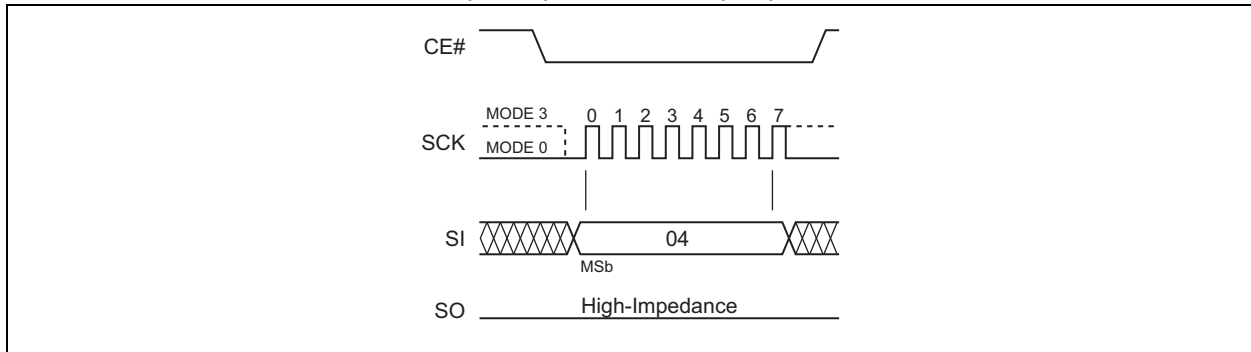 CE#
MODE 3
0 1 2 3 4 5 6 7
SCK
MODE 0
SI
04
MSb
SO
High-Impedance